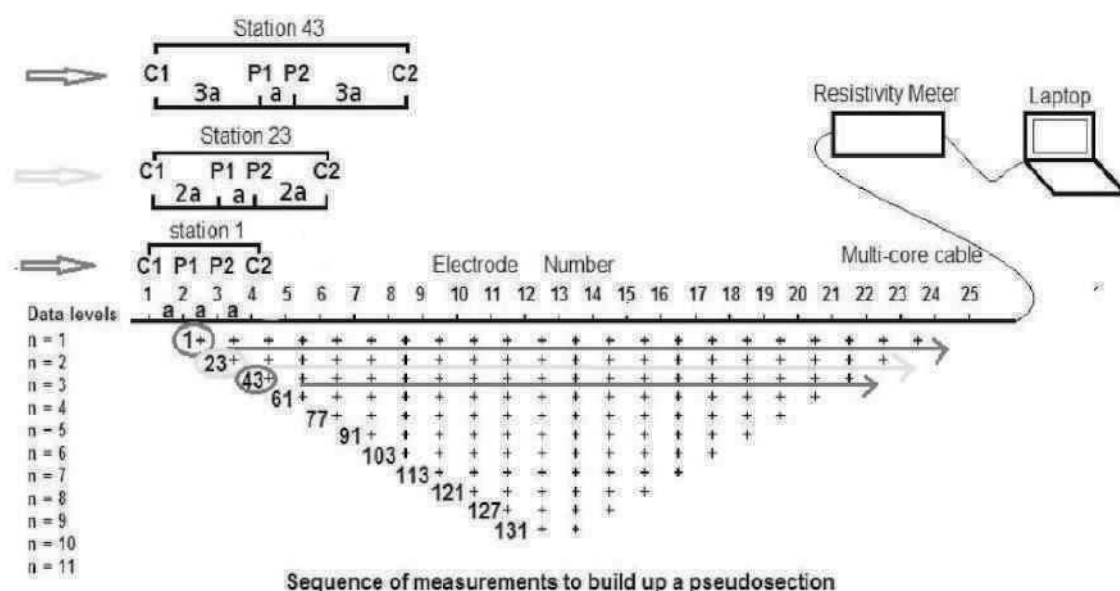 Station 43
C1 P1 P2 C2
3a a 3a
Resistivity Meter Laptop
Station 23
C1 P1 P2 C2
2a a 2a
station 1
C1 P1 P2 C2
Electrode Number
Multi-core cable
1 2 3 4 5 6 7 8 9 10 11 12 13 14 15 16 17 18 19 20 21 22 23 24 25
Data levels a a a
n = 1 1
n = 2 23
n = 3 43
61
n = 4 77
n = 5 91
n = 6 103
n = 7 113
n = 8 121
n = 9 127
n = 10 131
n = 11
Sequence of measurements to build up a pseudosection